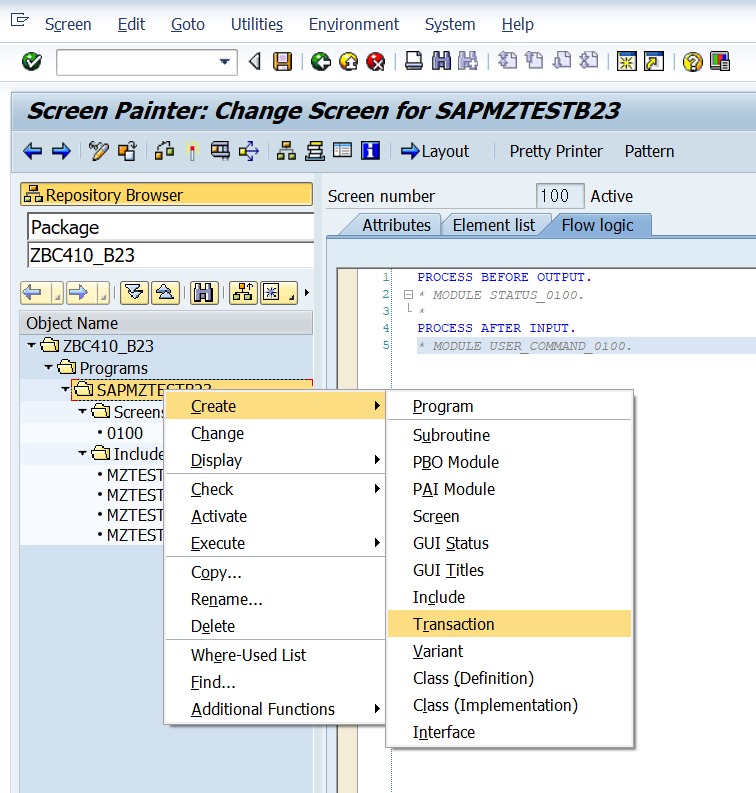 Screen Edit Goto Utilities Environment System Help
Screen Painter: Change Screen for SAPMZTESTB23
Layout Pretty Printer Pattern
Repository Browser
Package
ZBC410_B23
Object Name
ZBC410_B23
Programs
SAPMZTESTB23
Screens
0100
Include
MZTEST
MZTEST
MZTEST
MZTEST
Screen number 100 Active
Attributes Element list Flow logic
1 PROCESS BEFORE OUTPUT.
2 * MODULE STATUS_0100.
3 *
4 PROCESS AFTER INPUT.
5 * MODULE USER_COMMAND_0100.
Create
Change
Display
Check
Activate
Execute
Copy...
Rename...
Delete
Where-Used List
Find...
Additional Functions
Program
Subroutine
PBO Module
PAI Module
Screen
GUI Status
GUI Titles
Include
Transaction
Variant
Class (Definition)
Class (Implementation)
Interface